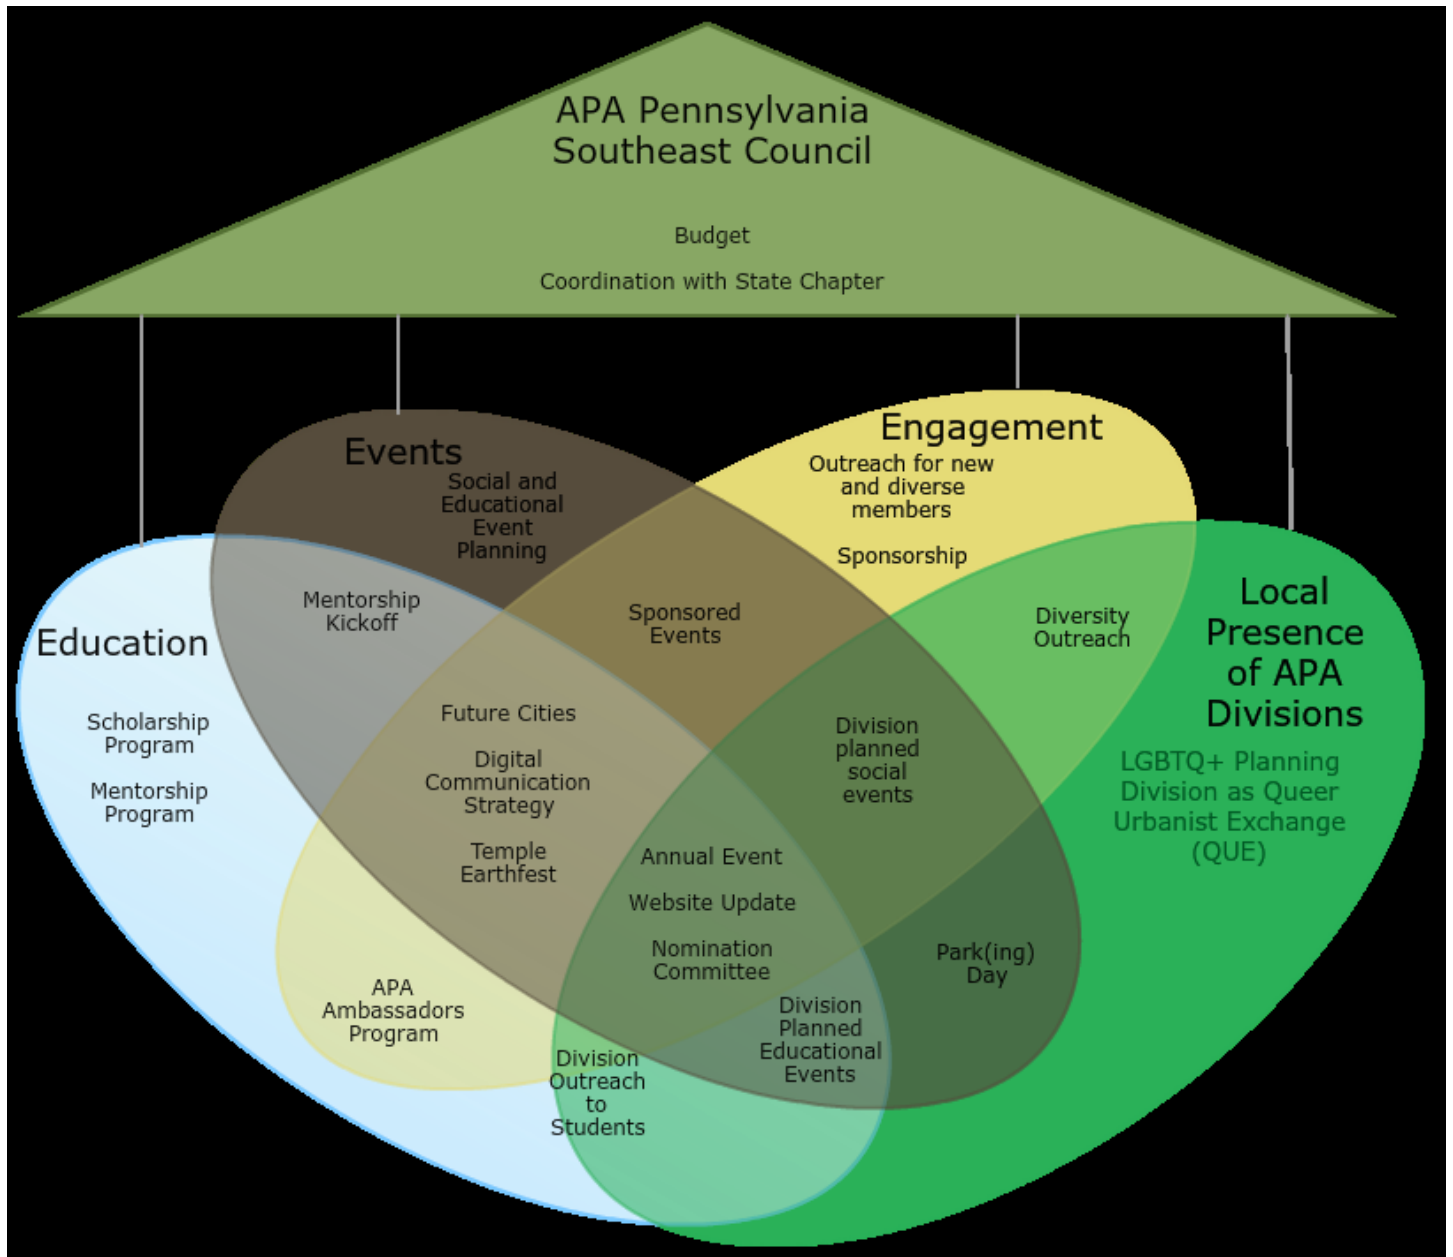 APA Pennsylvania
Southeast Council
Budget
Coordination with State Chapter
Events
Social and
Educational
Event
Planning
Engagement
Outreach for new
and diverse
members
Sponsorship
Education
Scholarship
Program
Mentorship
Program
Local
Presence
of APA
Divisions
LGBTQ+ Planning
Division as Queer
Urbanist Exchange
(QUE)
Mentorship
Kickoff
Sponsored
Events
Diversity
Outreach
Future Cities
Digital
Communication
Strategy
Temple
Earthfest
Division
planned
social
events
Annual Event
Website Update
Nomination
Committee
Park(ing)
Day
APA
Ambassadors
Program
Division
Planned
Educational
Events
Division
Outreach
to
Students